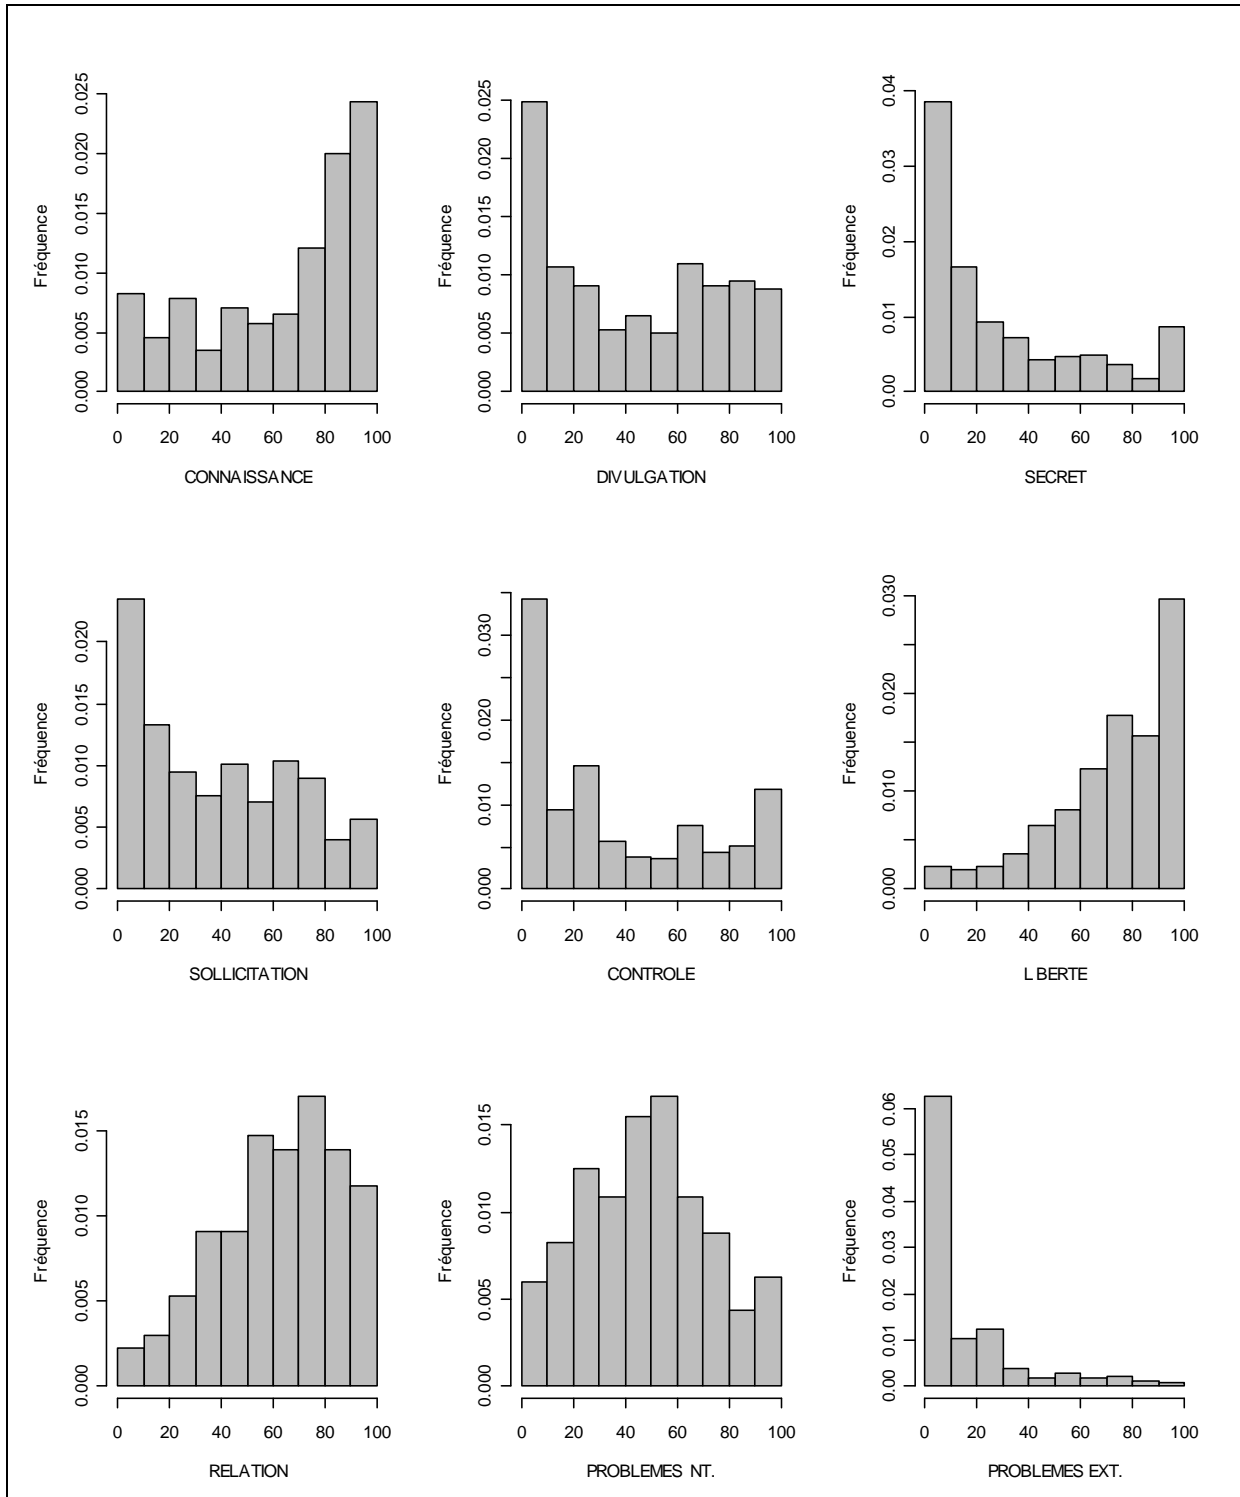 Fréquence
0.000 0.005 0.010 0.015 0.020 0.025
0 20 40 60 80 100
CONNAISSANCE
Fréquence
0.000 0.005 0.010 0.015 0.020 0.025
0 20 40 60 80 100
DIVULGATION
Fréquence
0.00 0.01 0.02 0.03 0.04
0 20 40 60 80 100
SECRET
Fréquence
0.000 0.005 0.010 0.015 0.020
0 20 40 60 80 100
SOLLICITATION
Fréquence
0.000 0.010 0.020 0.030
0 20 40 60 80 100
CONTROLE
Fréquence
0.000 0.010 0.020 0.030
0 20 40 60 80 100
L BERTE
Fréquence
0.000 0.005 0.010 0.015
0 20 40 60 80 100
RELATION
Fréquence
0.000 0.005 0.010 0.015
0 20 40 60 80 100
PROBLEMES NT.
Fréquence
0.00 0.01 0.02 0.03 0.04 0.05 0.06
0 20 40 60 80 100
PROBLEMES EXT.